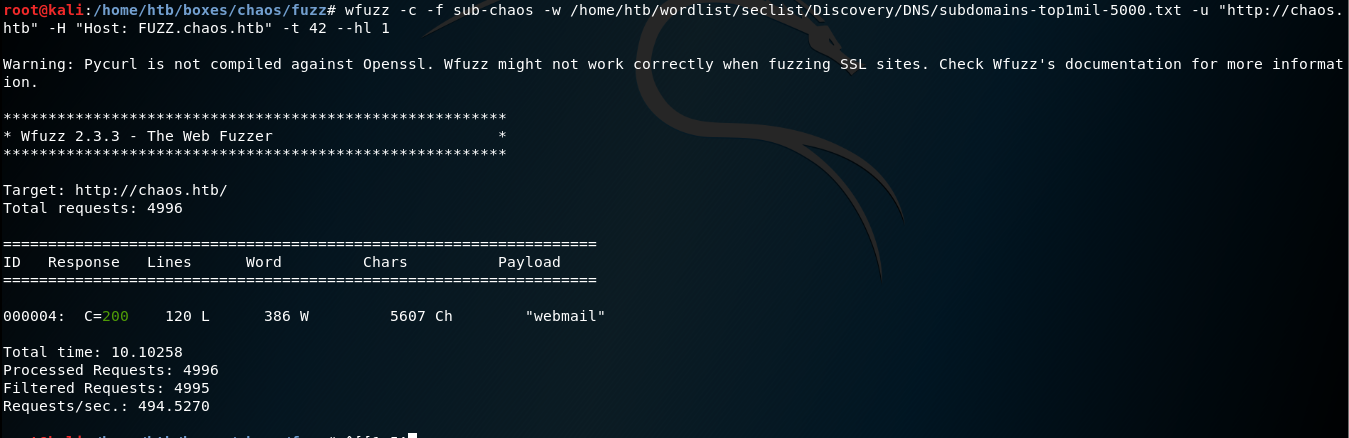 root@kali:/home/htb/boxes/chaos/fuzz# wfuzz -c -f sub-chaos -w /home/htb/wordlist/seclist/Discovery/DNS/subdomains-top1mil-5000.txt -u "http://chaos.
htb" -H "Host: FUZZ.chaos.htb" -t 42 --hl 1
Warning: Pycurl is not compiled against Openssl. Wfuzz might not work correctly when fuzzing SSL sites. Check Wfuzz's documentation for more informat
ion.
********************************************************
* Wfuzz 2.3.3 - The Web Fuzzer                         *
********************************************************
Target: http://chaos.htb/
Total requests: 4996
==================================================================
ID   Response   Lines      Word         Chars          Payload
==================================================================
000004:  C=200    120 L      386 W         5607 Ch        "webmail"
Total time: 10.10258
Processed Requests: 4996
Filtered Requests: 4995
Requests/sec.: 494.5270